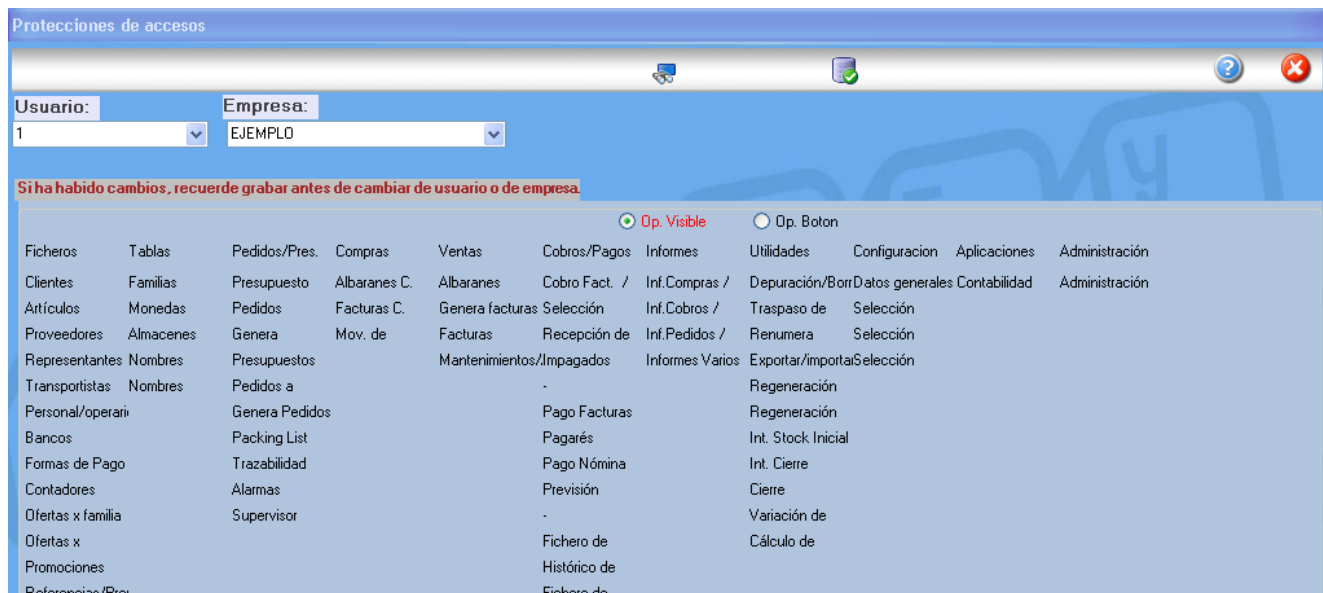 Protecciones de accesos
Usuario: Empresa:
1 EJEMPLO
Si ha habido cambios, recuerde grabar antes de cambiar de usuario o de empresa.
Op. Visible Op. Boton
Ficheros Tablas Pedidos/Pres. Compras Ventas Cobros/Pagos Informes Utilidades Configuracion Aplicaciones Administración
Clientes Familias Presupuesto Albaranes C. Albaranes Cobro Fact. / Inf.Compras / Depuración/Borr Datos generales Contabilidad Administración
Artículos Monedas Pedidos Facturas C. Genera facturas Selección Inf.Cobros / Traspaso de Selección
Proveedores Almacenes Genera Mov. de Facturas Recepción de Inf.Pedidos / Renumera Selección
Representantes Nombres Presupuestos Mantenimientos/ Impagados Informes Varios Exportar/importar Selección
Transportistas Nombres Pedidos a - Regeneración
Personal/operari Genera Pedidos Pago Facturas Regeneración
Bancos Packing List Pagarés Int. Stock Inicial
Formas de Pago Trazabilidad Pago Nómina Int. Cierre
Contadores Alarmas Previsión Cierre
Ofertas x familia Supervisor - Variación de
Ofertas x Fichero de Cálculo de
Promociones Histórico de
Fichero de